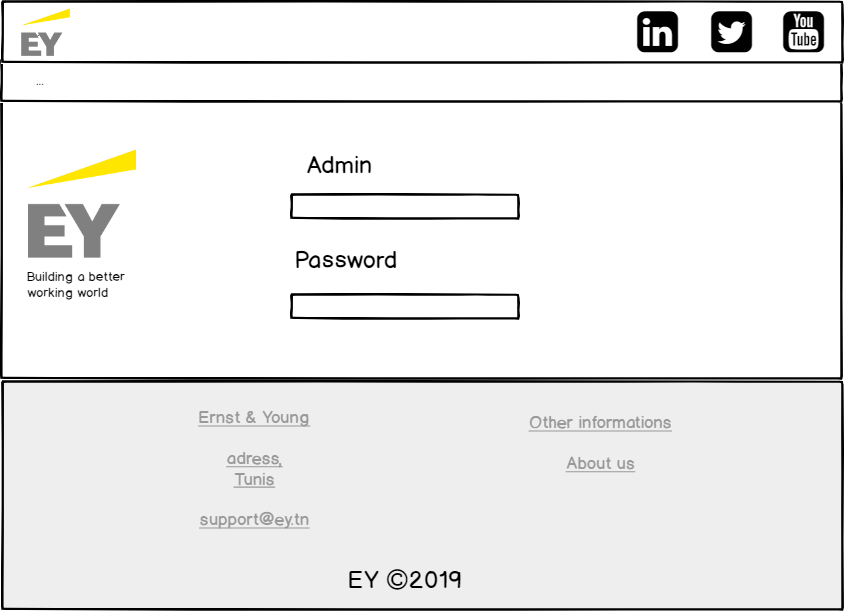 EY
in
You
Tube
...
Admin
EY
Building a better
working world
Password
Ernst & Young
Other informations
adress,
Tunis
About us
support@ey.tn
EY ©2019